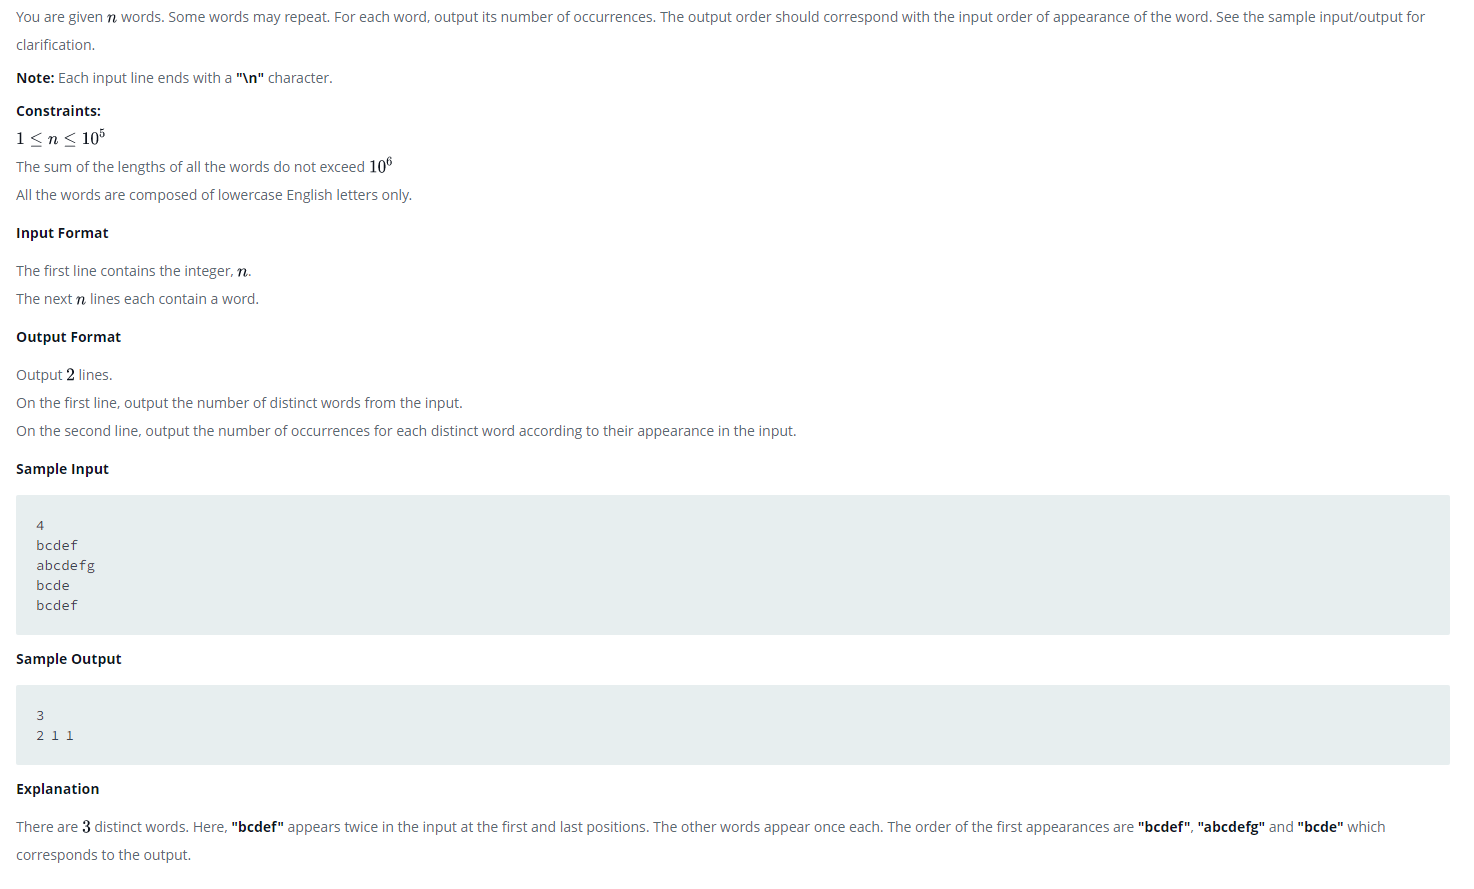 You are given n words. Some words may repeat. For each word, output its number of occurrences. The output order should correspond with the input order of appearance of the word. See the sample input/output for
clarification.
Note: Each input line ends with a "\n" character.
Constraints:
1 ≤ n ≤ 10⁵
The sum of the lengths of all the words do not exceed 10⁶
All the words are composed of lowercase English letters only.
Input Format
The first line contains the integer, n.
The next n lines each contain a word.
Output Format
Output 2 lines.
On the first line, output the number of distinct words from the input.
On the second line, output the number of occurrences for each distinct word according to their appearance in the input.
Sample Input
4
bcdef
abcdefg
bcde
bcdef
Sample Output
3
2 1 1
Explanation
There are 3 distinct words. Here, "bcdef" appears twice in the input at the first and last positions. The other words appear once each. The order of the first appearances are "bcdef", "abcdefg" and "bcde" which
corresponds to the output.